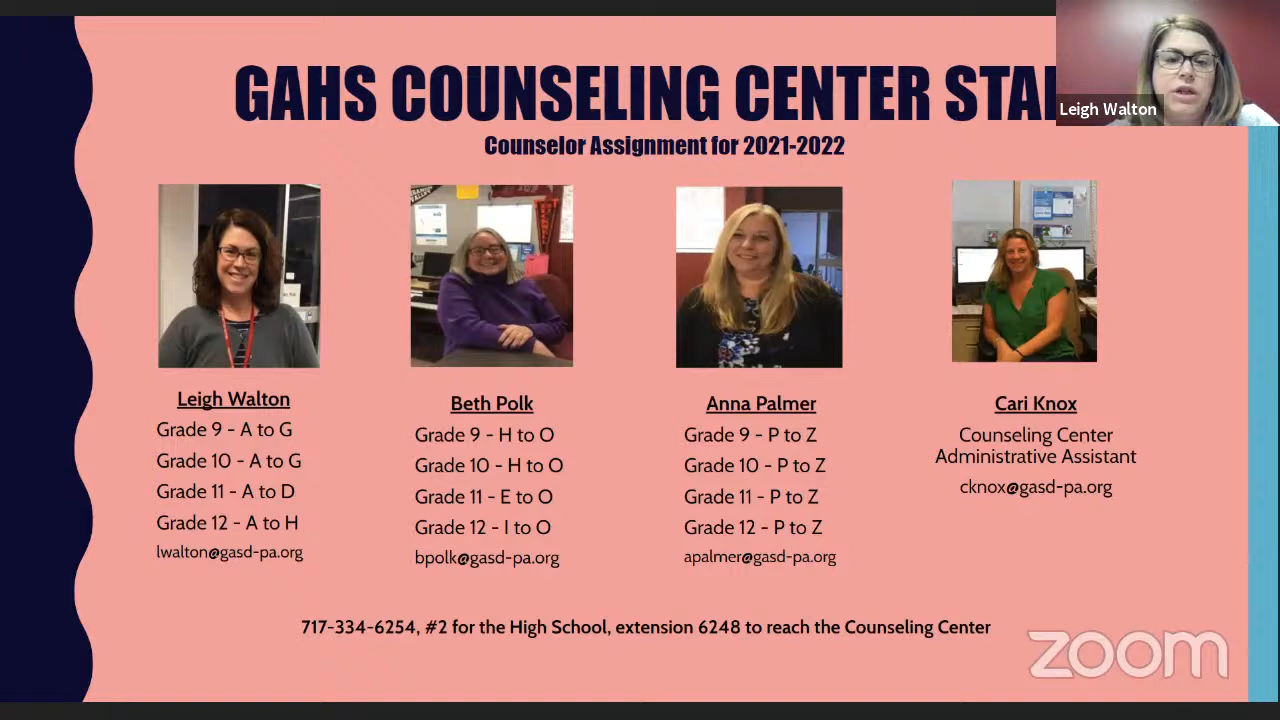 GAHS COUNSELING CENTER STA
Leigh Walton
Counselor Assignment for 2021-2022
Leigh Walton
Grade 9 - A to G
Grade 10 - A to G
Grade 11 - A to D
Grade 12 - A to H
lwalton@gasd-pa.org
Beth Polk
Grade 9 - H to O
Grade 10 - H to O
Grade 11 - E to O
Grade 12 - I to O
bpolk@gasd-pa.org
Anna Palmer
Grade 9 - P to Z
Grade 10 - P to Z
Grade 11 - P to Z
Grade 12 - P to Z
apalmer@gasd-pa.org
Cari Knox
Counseling Center
Administrative Assistant
cknox@gasd-pa.org
717-334-6254, #2 for the High School, extension 6248 to reach the Counseling Center
zoom